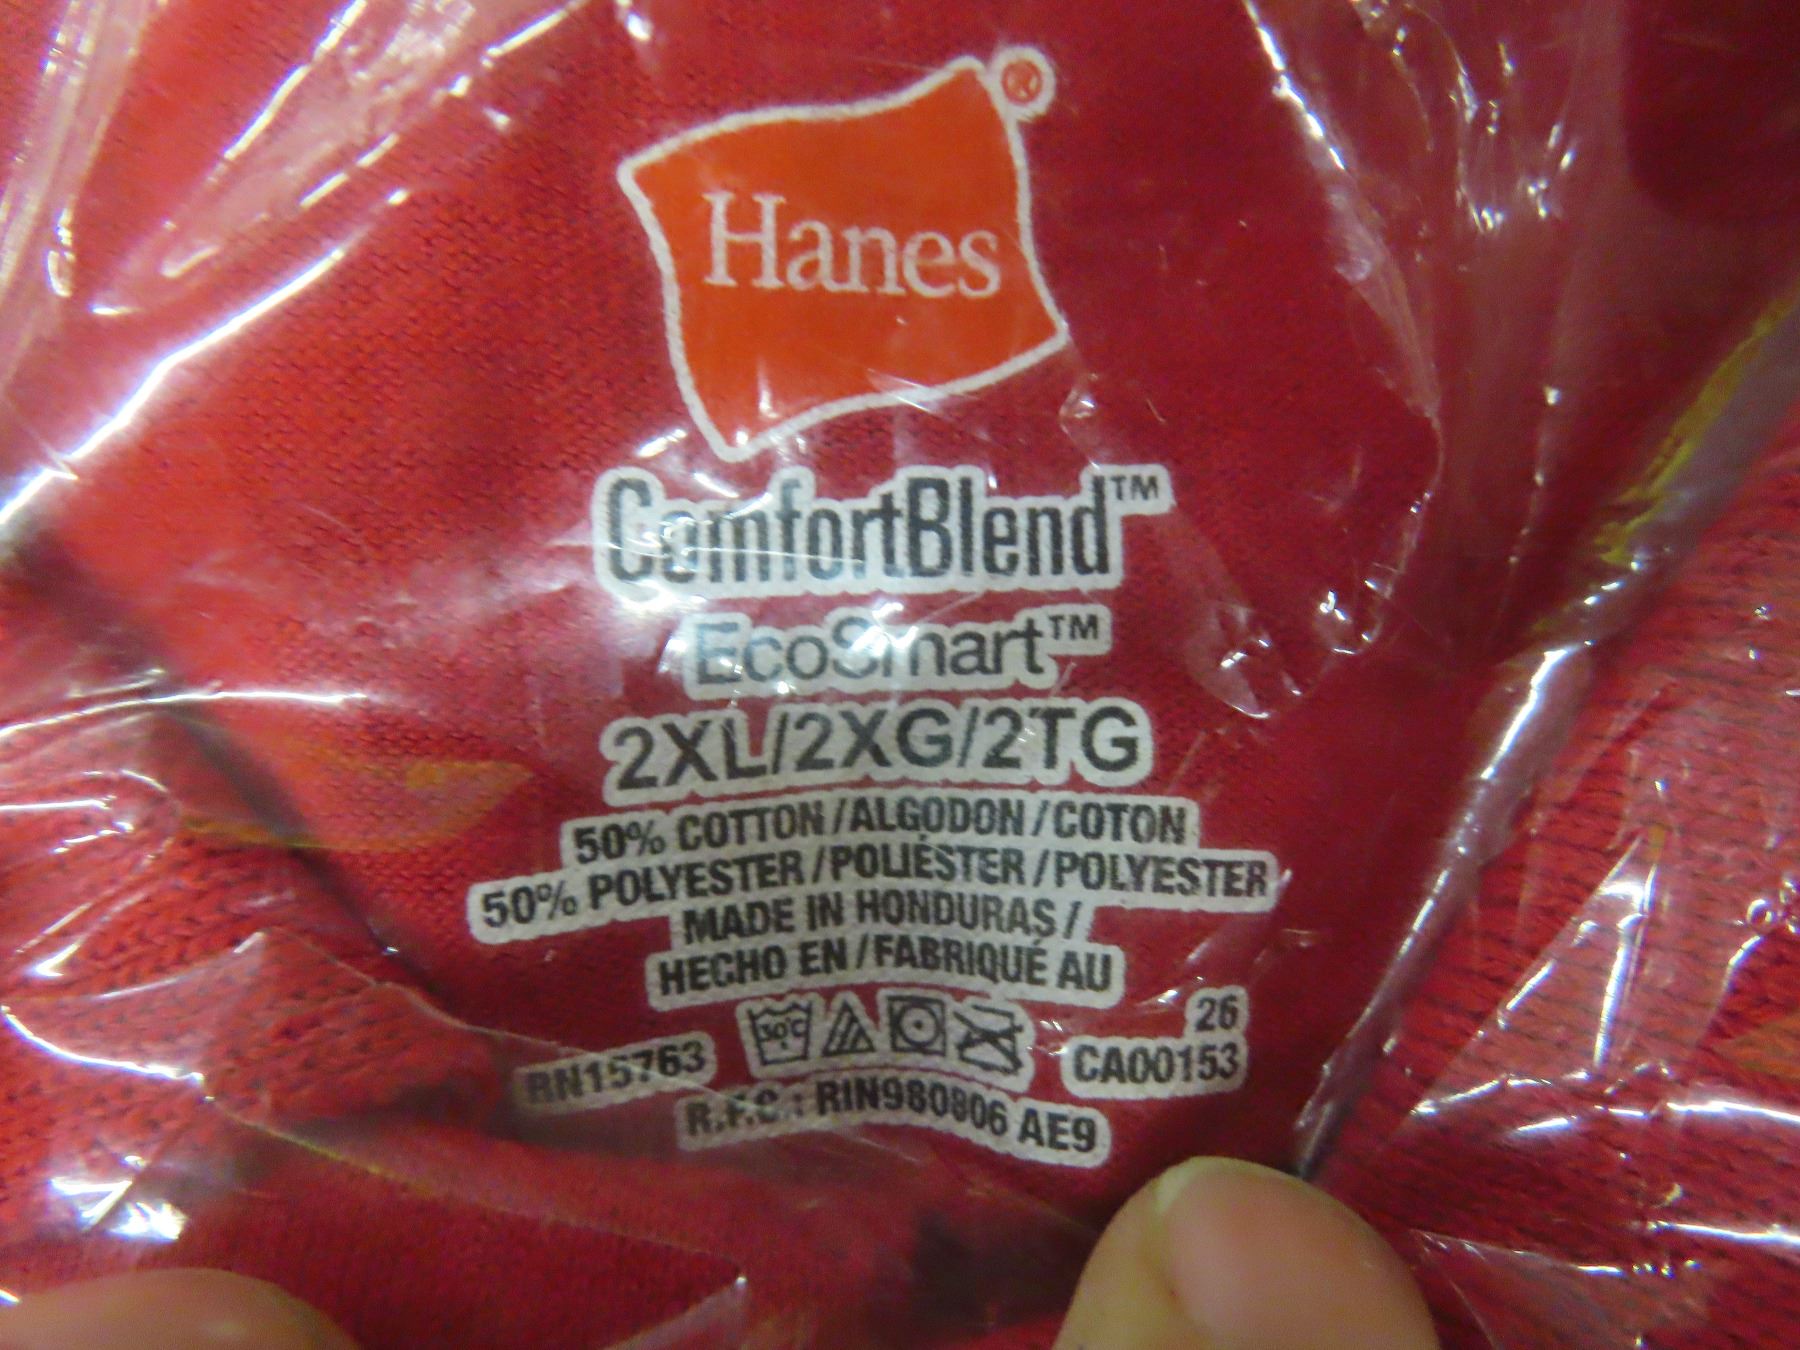 Hanes®
ComfortBlend™
EcoSmart™
2XL/2XG/2TG
50% COTTON/ALGODON/COTON
50% POLYESTER/POLIÉSTER/POLYESTER
MADE IN HONDURAS/
HECHO EN/FABRIQUÉ AU
30°C
26
RN15763 CA00153
R.F.C.: RIN980806 AE9